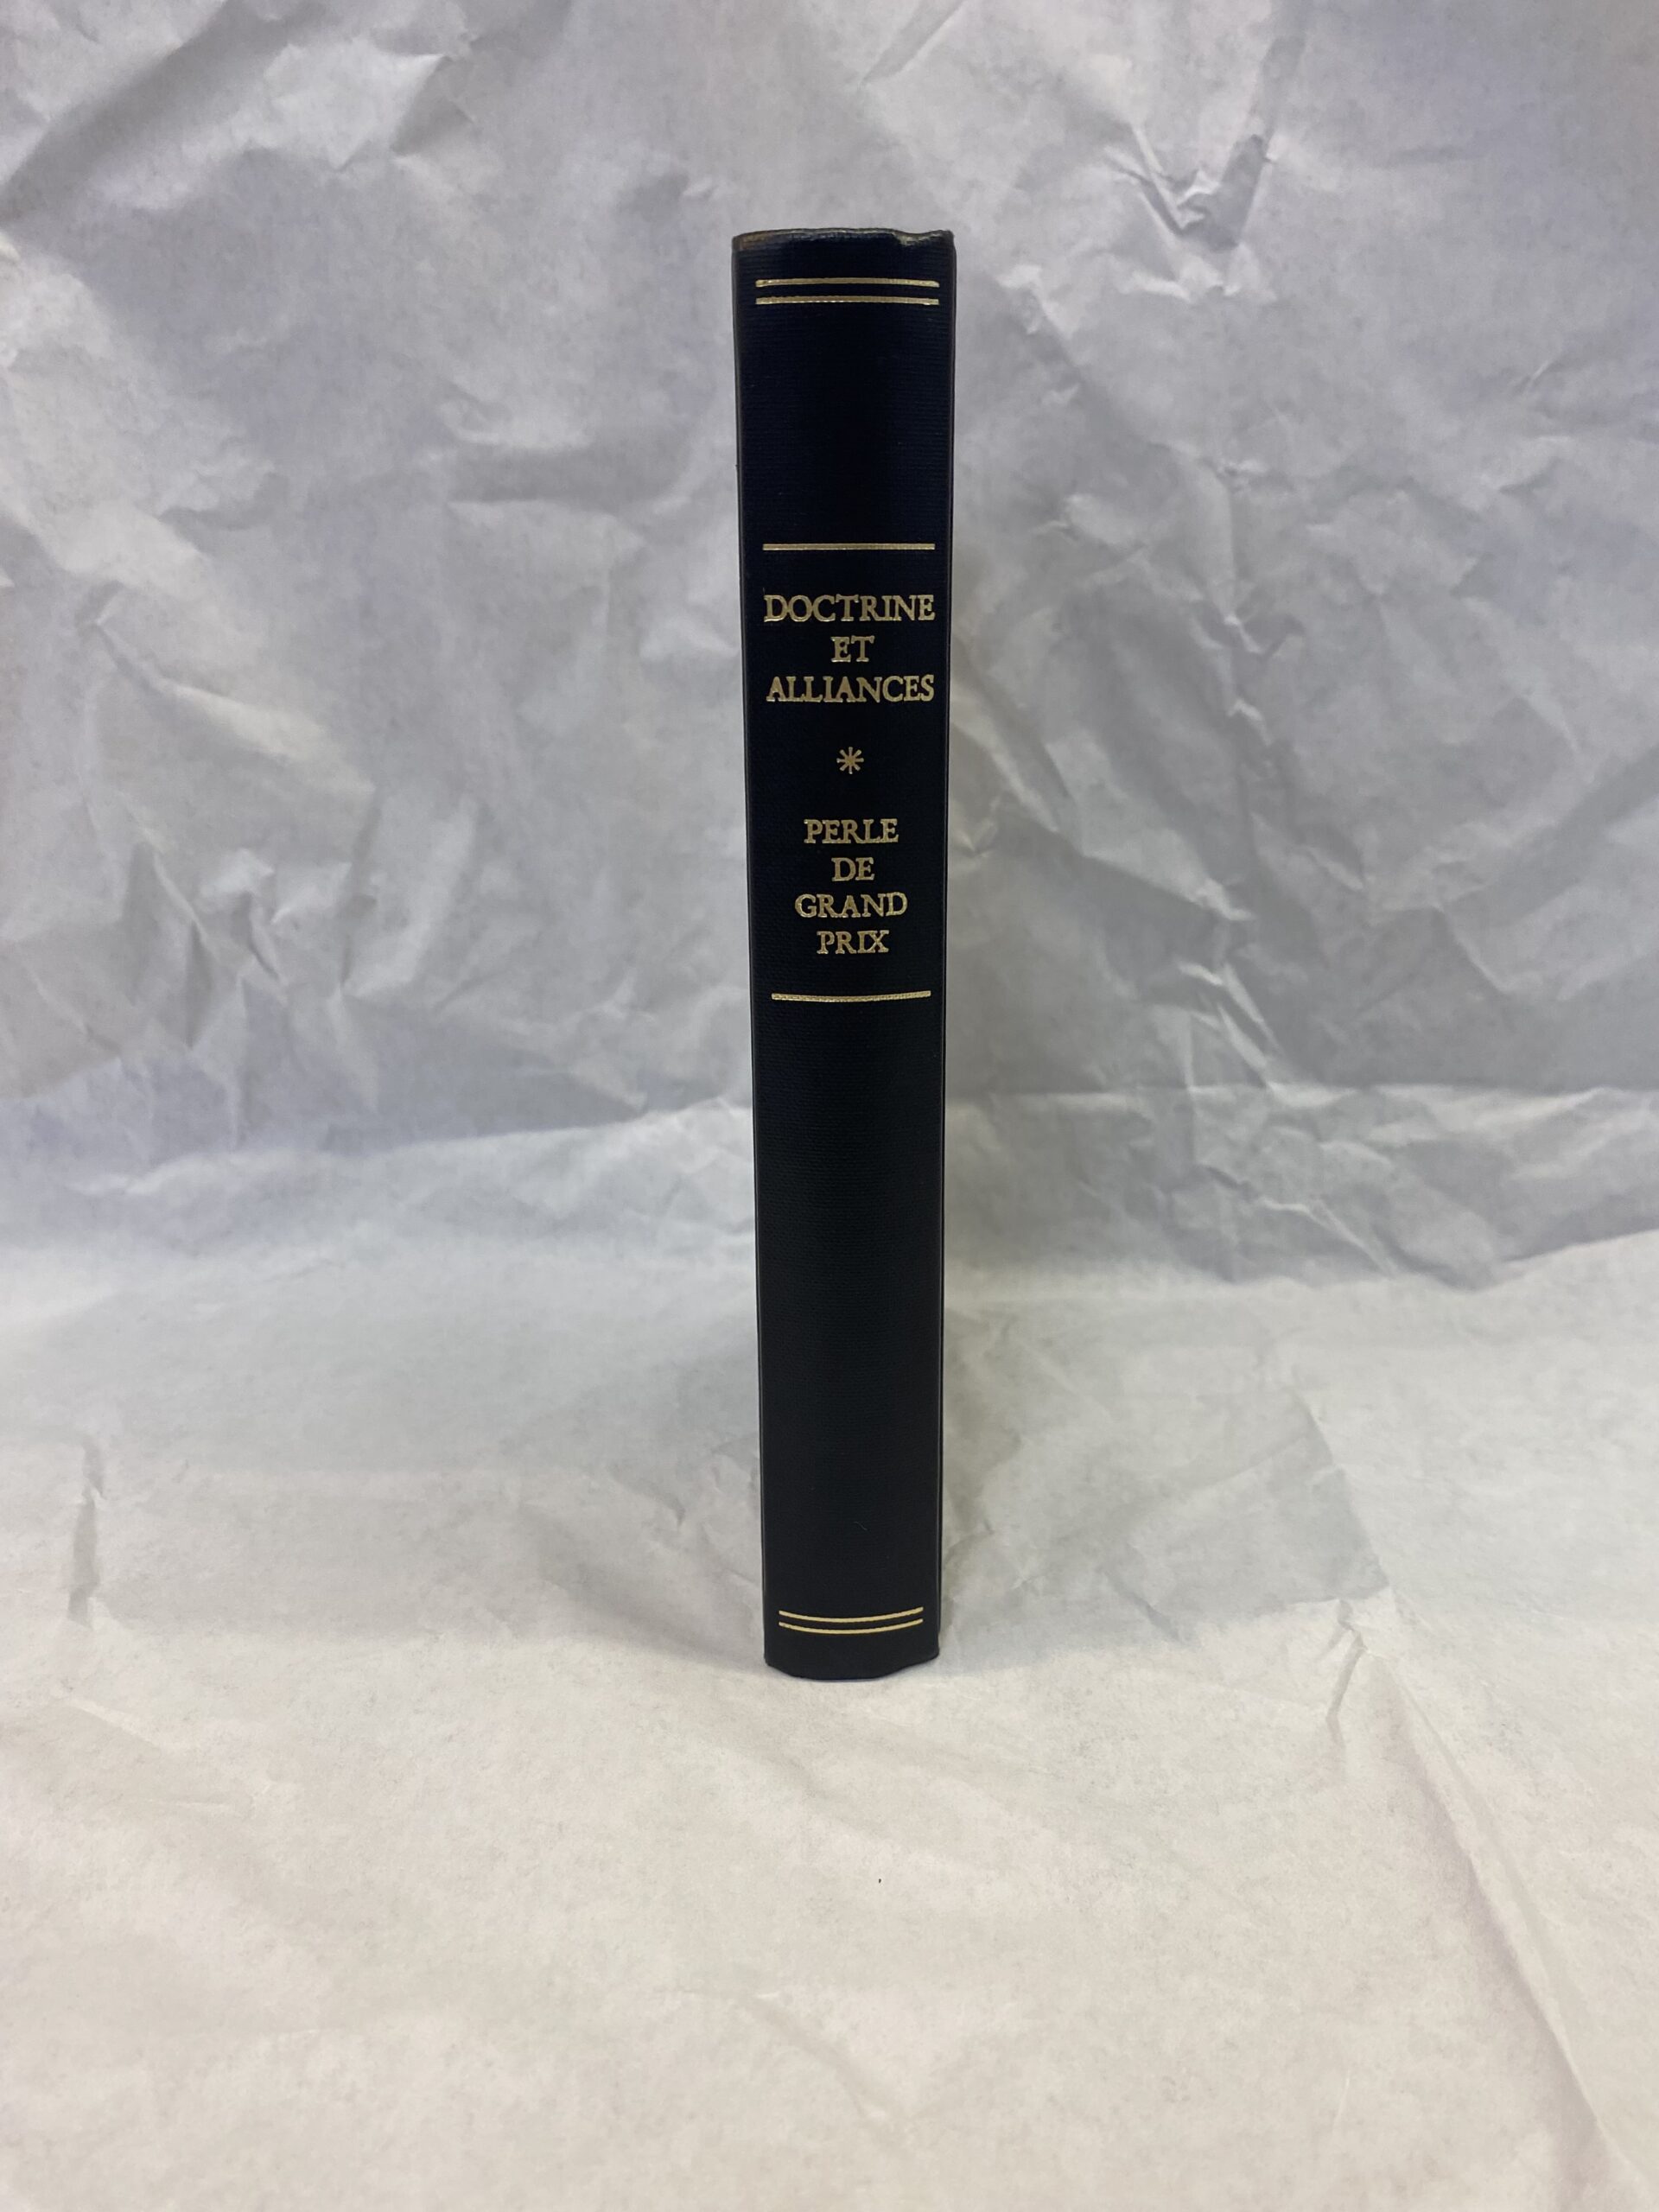 DOCTRINE
ET
ALLIANCES
*
PERLE
DE
GRAND
PRIX